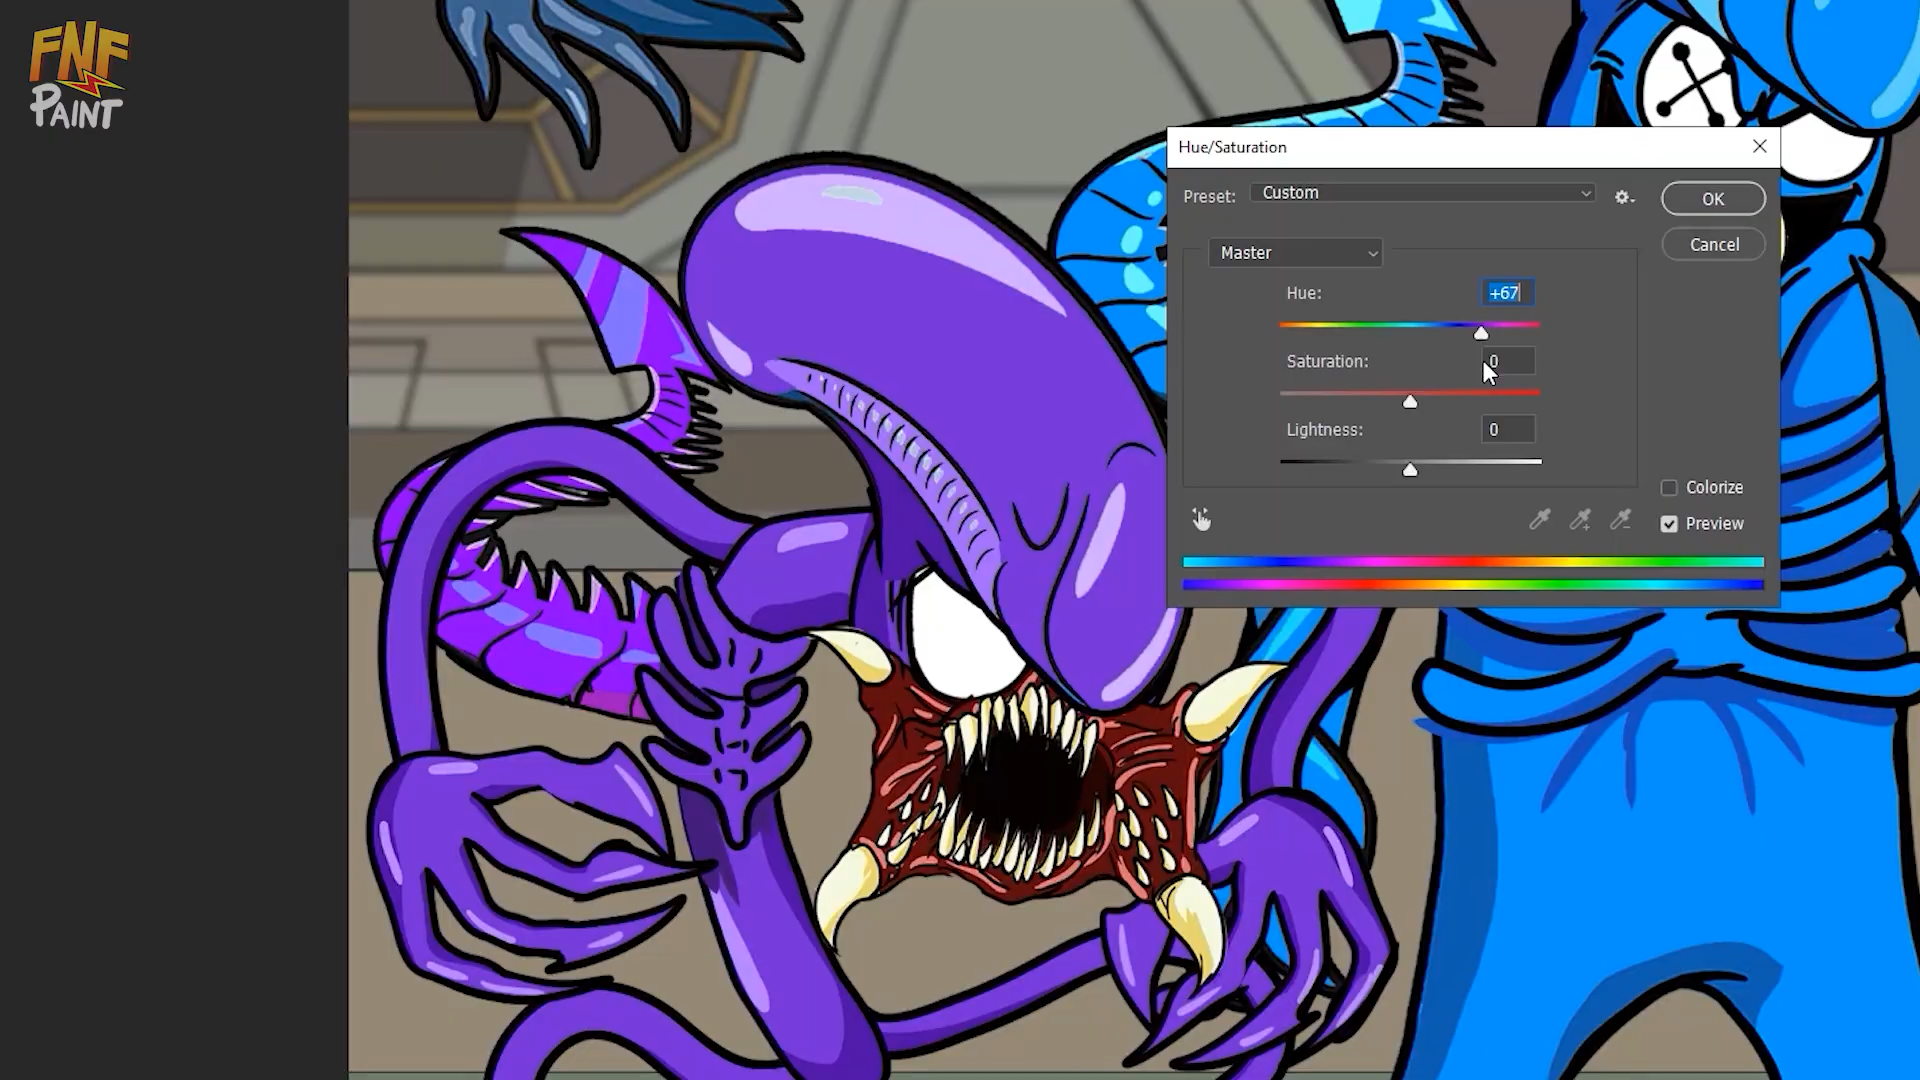 FNF
PAINT
Hue/Saturation
Preset: Custom
OK
Cancel
Master
Hue: +67
Saturation: 0
Lightness: 0
Colorize
Preview